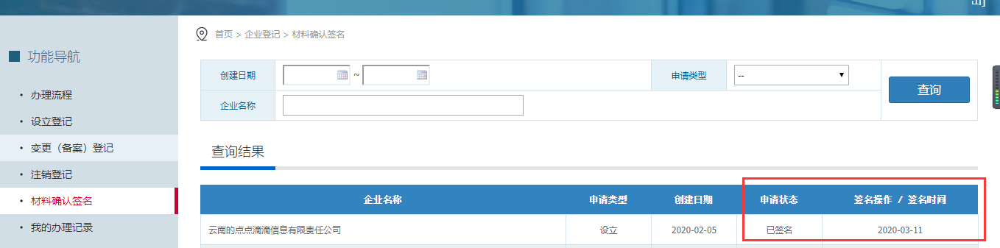 首页 > 企业登记 > 材料确认签名
功能导航
办理流程
设立登记
变更（备案）登记
注销登记
材料确认签名
我的办理记录
创建日期 ~ 申请类型 --
查询
企业名称
查询结果
企业名称 申请类型 创建日期 申请状态 签名操作 / 签名时间
云南的点点滴滴信息有限责任公司 设立 2020-02-05 已签名 2020-03-11